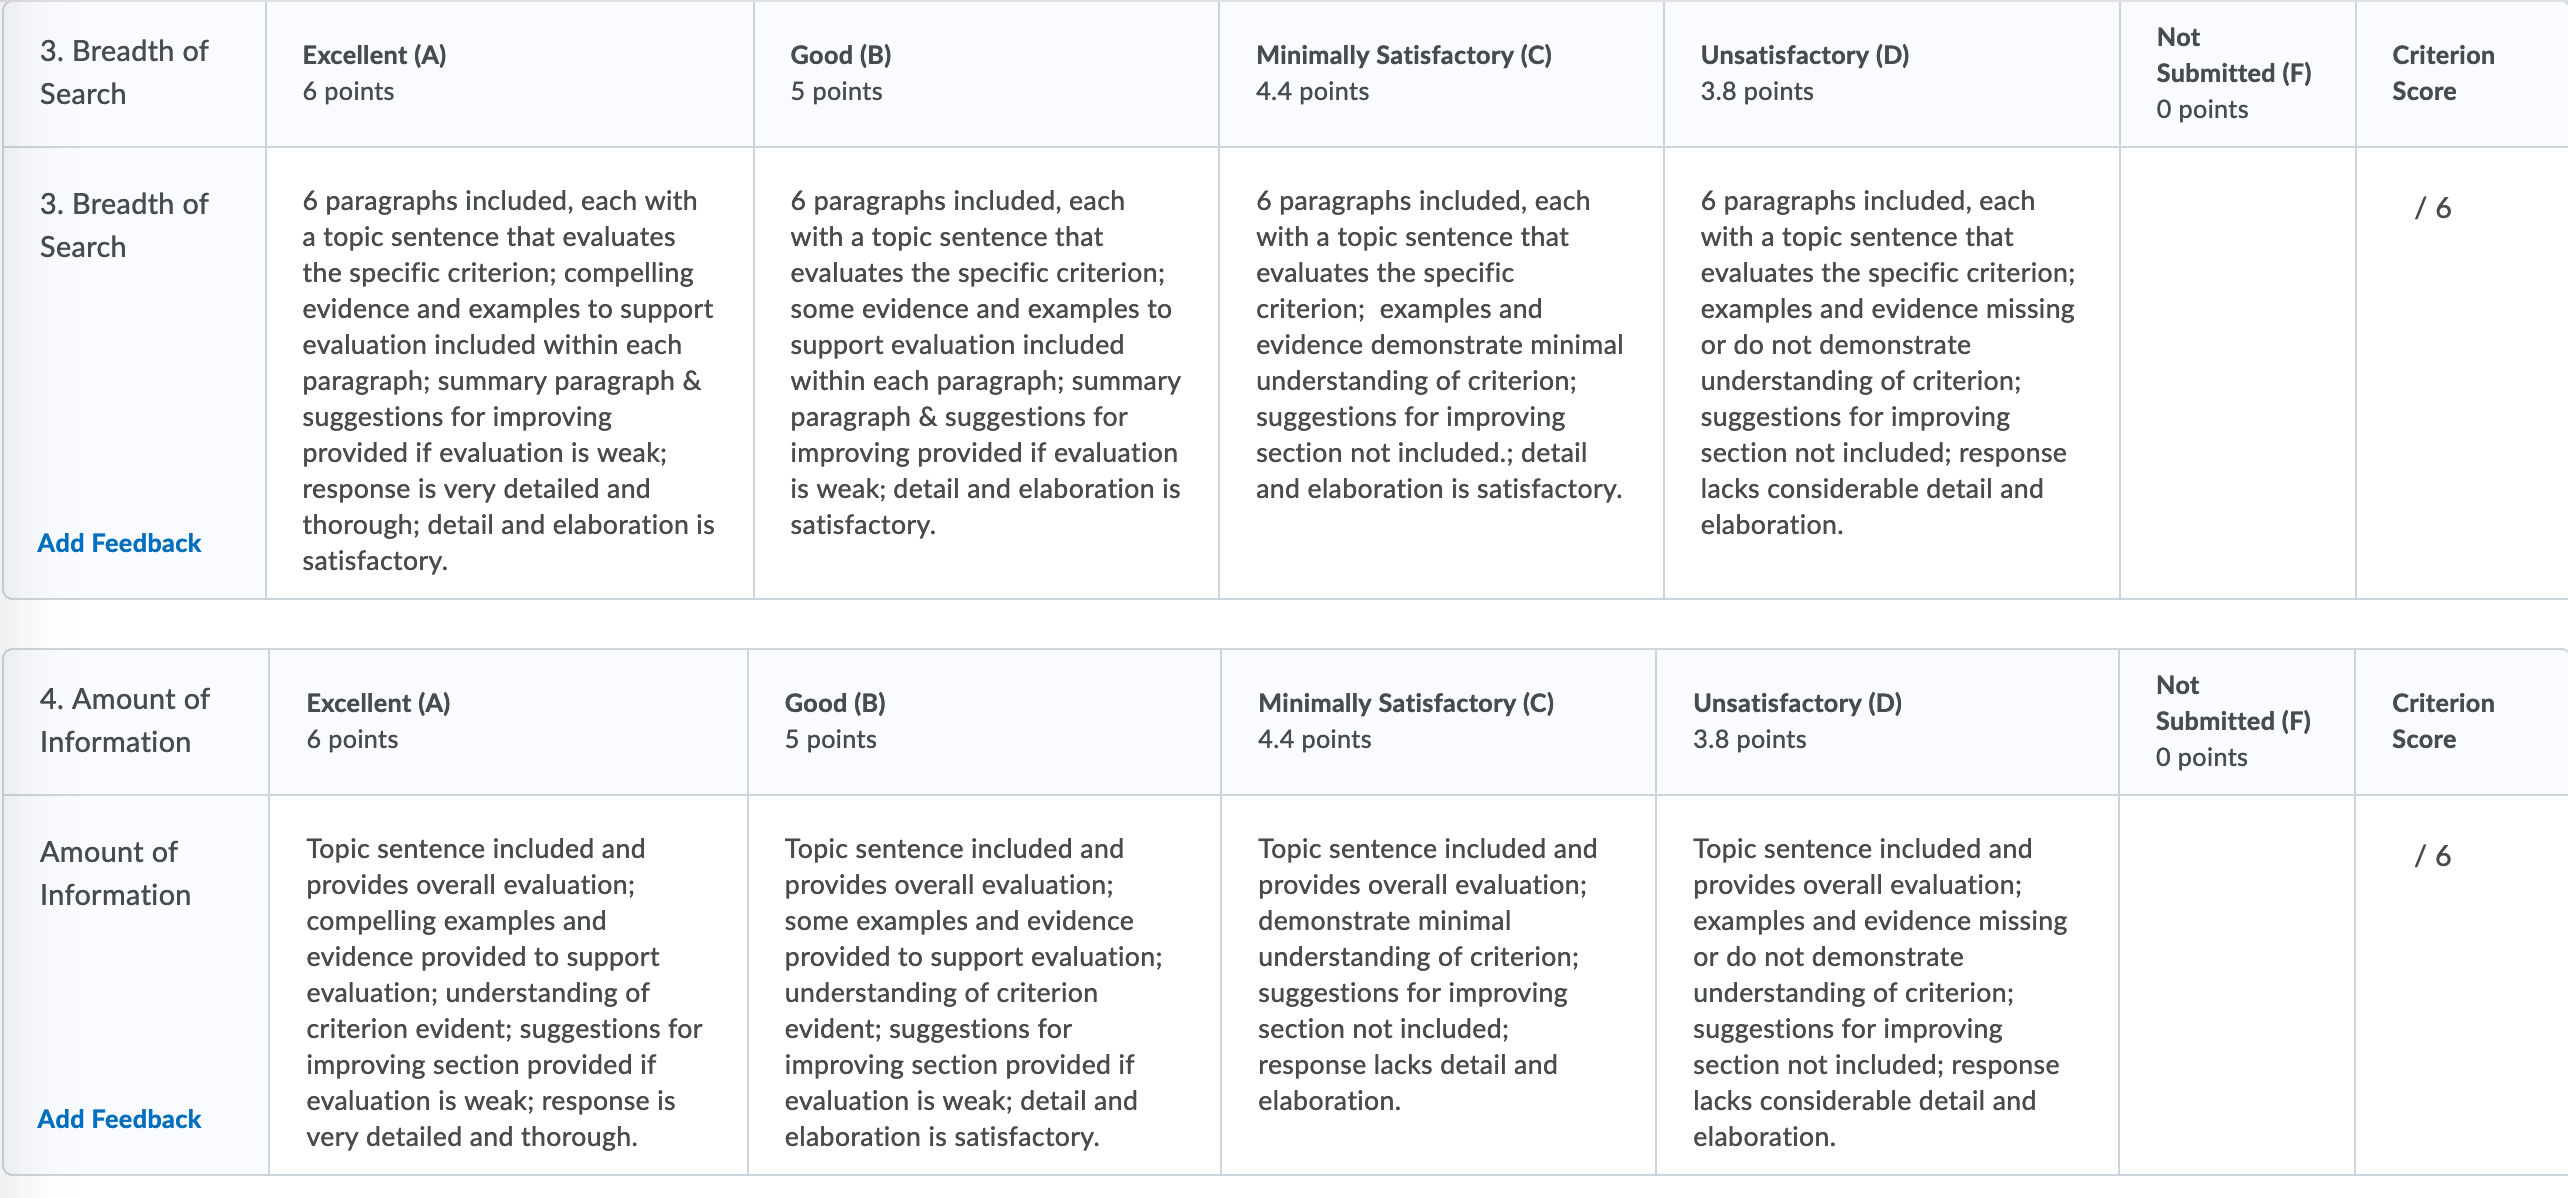 3. Breadth of
Search
Excellent (A)
6 points
Good (B)
5 points
Minimally Satisfactory (C)
4.4 points
Unsatisfactory (D)
3.8 points
Not
Submitted (F)
0 points
Criterion
Score
3. Breadth of
Search
Add Feedback
6 paragraphs included, each with
a topic sentence that evaluates
the specific criterion; compelling
evidence and examples to support
evaluation included within each
paragraph; summary paragraph &
suggestions for improving
provided if evaluation is weak;
response is very detailed and
thorough; detail and elaboration is
satisfactory.
6 paragraphs included, each
with a topic sentence that
evaluates the specific criterion;
some evidence and examples to
support evaluation included
within each paragraph; summary
paragraph & suggestions for
improving provided if evaluation
is weak; detail and elaboration is
satisfactory.
6 paragraphs included, each
with a topic sentence that
evaluates the specific
criterion;  examples and
evidence demonstrate minimal
understanding of criterion;
suggestions for improving
section not included.; detail
and elaboration is satisfactory.
6 paragraphs included, each
with a topic sentence that
evaluates the specific criterion;
examples and evidence missing
or do not demonstrate
understanding of criterion;
suggestions for improving
section not included; response
lacks considerable detail and
elaboration.
/ 6
4. Amount of
Information
Excellent (A)
6 points
Good (B)
5 points
Minimally Satisfactory (C)
4.4 points
Unsatisfactory (D)
3.8 points
Not
Submitted (F)
0 points
Criterion
Score
Amount of
Information
Add Feedback
Topic sentence included and
provides overall evaluation;
compelling examples and
evidence provided to support
evaluation; understanding of
criterion evident; suggestions for
improving section provided if
evaluation is weak; response is
very detailed and thorough.
Topic sentence included and
provides overall evaluation;
some examples and evidence
provided to support evaluation;
understanding of criterion
evident; suggestions for
improving section provided if
evaluation is weak; detail and
elaboration is satisfactory.
Topic sentence included and
provides overall evaluation;
demonstrate minimal
understanding of criterion;
suggestions for improving
section not included;
response lacks detail and
elaboration.
Topic sentence included and
provides overall evaluation;
examples and evidence missing
or do not demonstrate
understanding of criterion;
suggestions for improving
section not included; response
lacks considerable detail and
elaboration.
/ 6